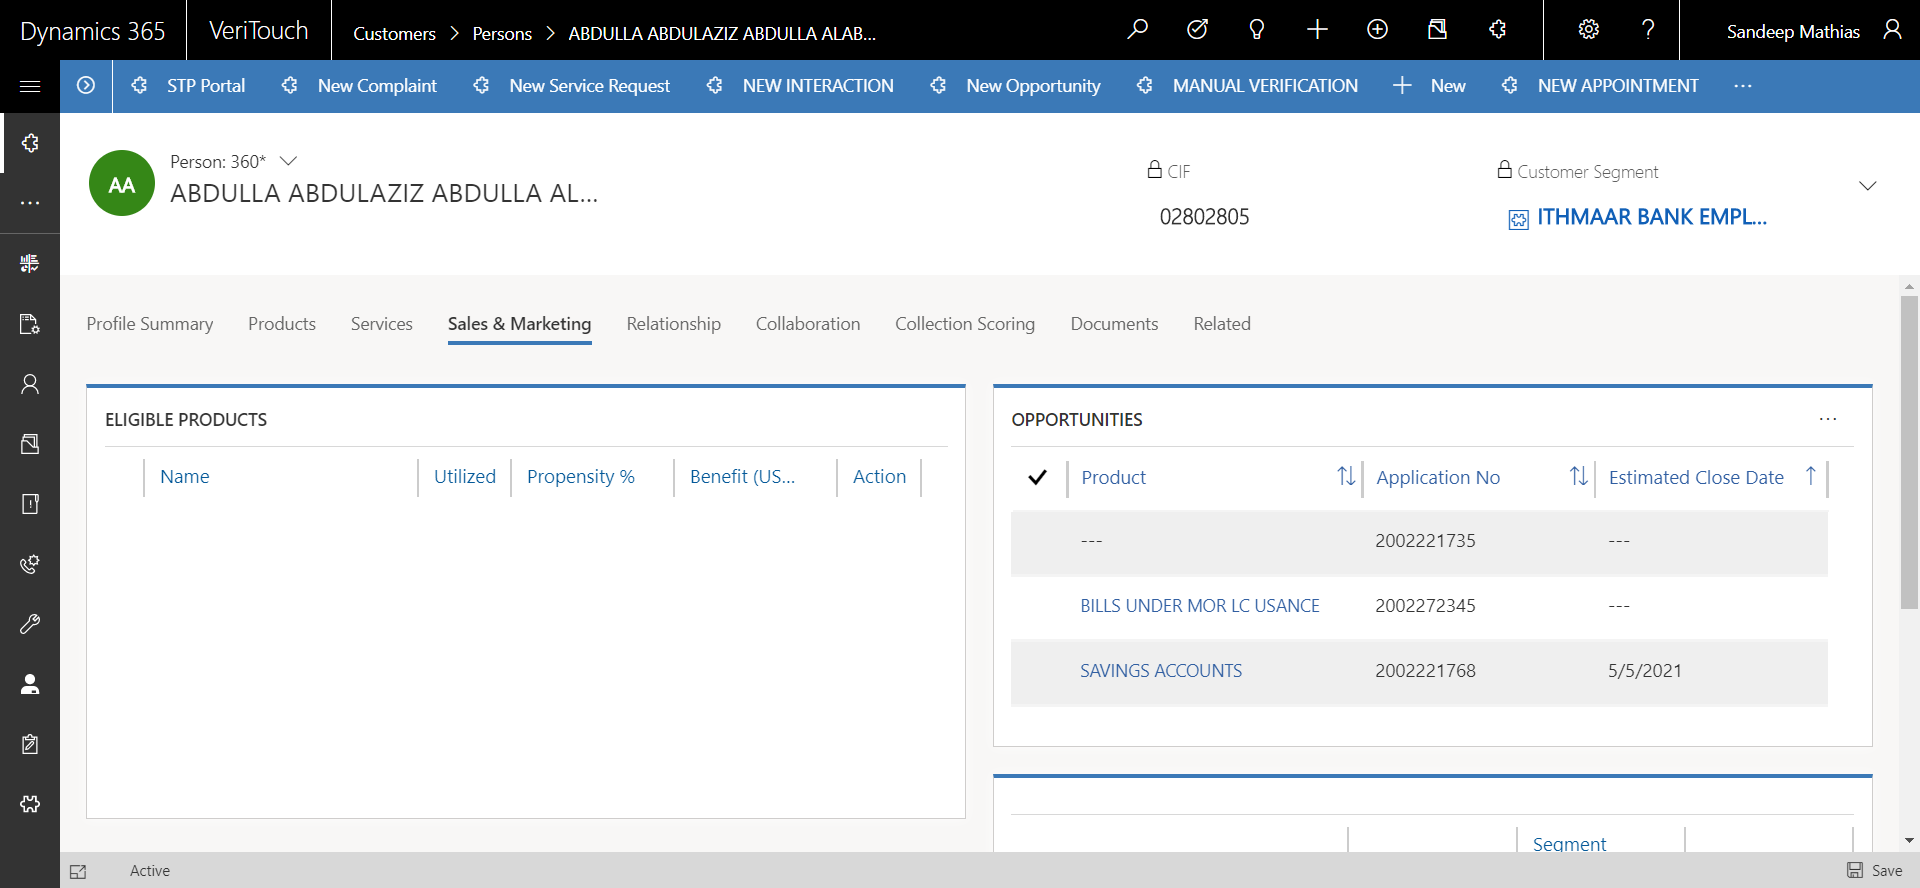 Dynamics 365
VeriTouch
Customers > Persons > ABDULLA ABDULAZIZ ABDULLA ALAB...
Sandeep Mathias
STP Portal
New Complaint
New Service Request
NEW INTERACTION
New Opportunity
MANUAL VERIFICATION
New
NEW APPOINTMENT
...
AA
Person: 360*
ABDULLA ABDULAZIZ ABDULLA AL...
CIF
02802805
Customer Segment
ITHMAAR BANK EMPL...
Profile Summary
Products
Services
Sales & Marketing
Relationship
Collaboration
Collection Scoring
Documents
Related
ELIGIBLE PRODUCTS
Name Utilized Propensity % Benefit (US... Action
OPPORTUNITIES
...
Product Application No Estimated Close Date
--- 2002221735 ---
BILLS UNDER MOR LC USANCE 2002272345 ---
SAVINGS ACCOUNTS 2002221768 5/5/2021
Segment
Active
Save